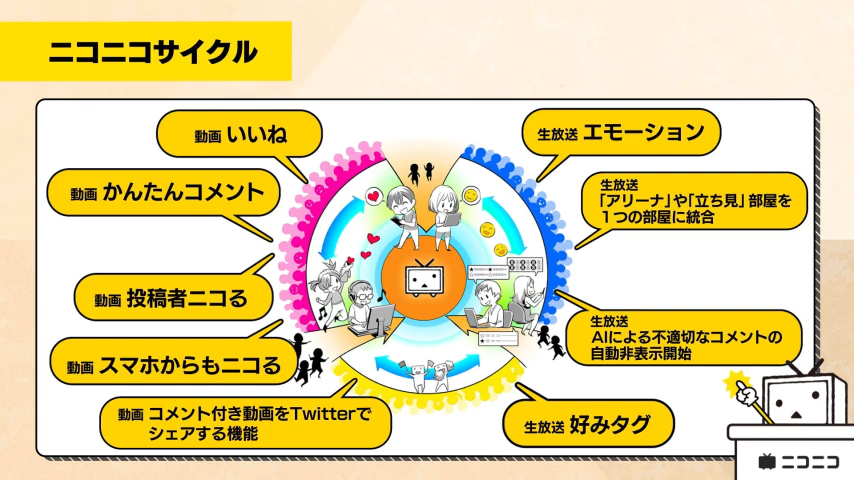 ニコニコサイクル
動画 いいね
動画 かんたんコメント
動画 投稿者ニコる
動画 スマホからもニコる
動画 コメント付き動画をTwitterで
シェアする機能
生放送 エモーション
生放送
「アリーナ」や「立ち見」部屋を
1つの部屋に統合
生放送
AIによる不適切なコメントの
自動非表示開始
生放送 好みタグ
ニコニコ